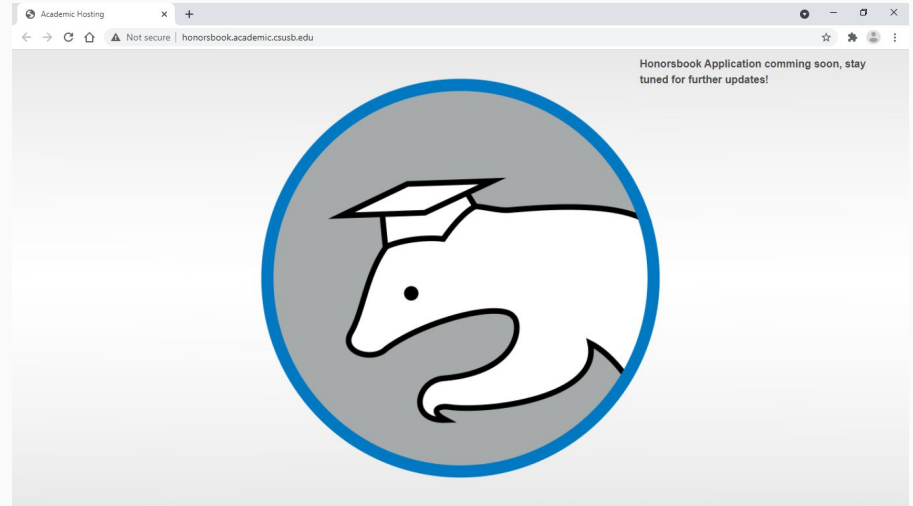 Academic Hosting
Not secure | honorsbook.academic.csusb.edu
Honorsbook Application comming soon, stay
tuned for further updates!